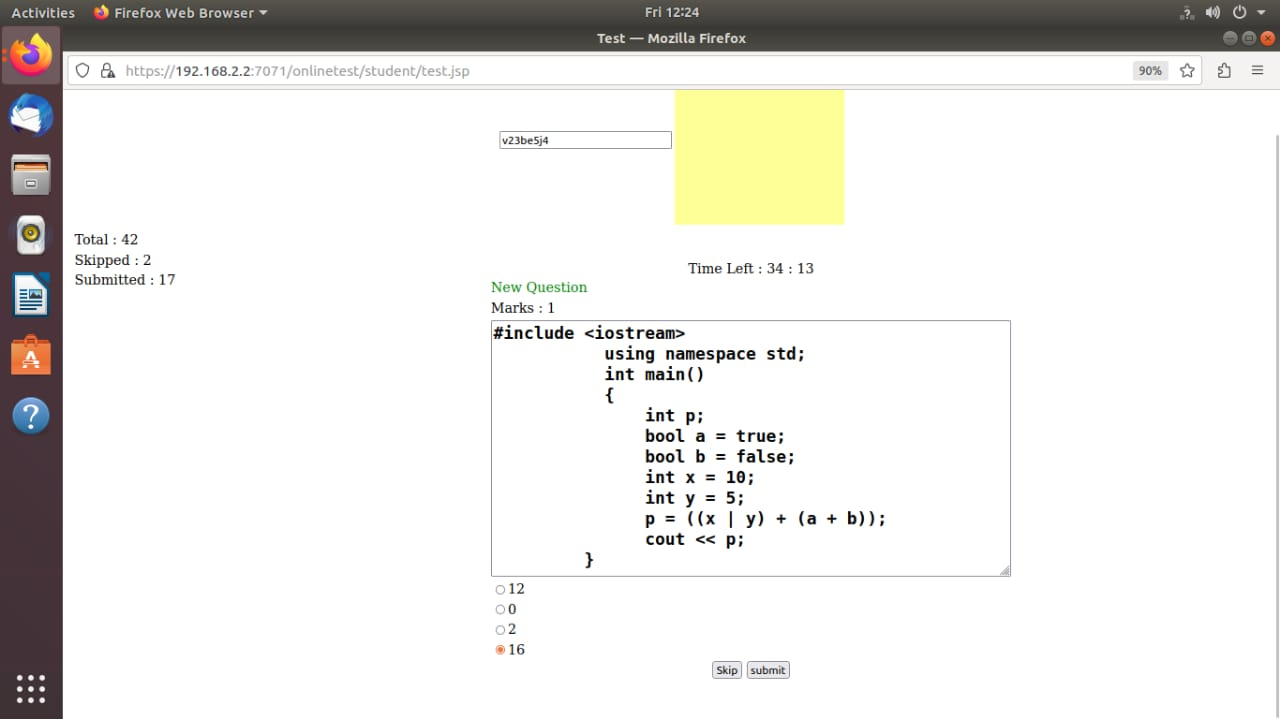 Activities Firefox Web Browser Fri 12:24
Test — Mozilla Firefox
https://192.168.2.2:7071/onlinetest/student/test.jsp 90%
v23be5j4
Total : 42
Skipped : 2
Submitted : 17
Time Left : 34 : 13
New Question
Marks : 1
#include <iostream>
using namespace std;
int main()
{
int p;
bool a = true;
bool b = false;
int x = 10;
int y = 5;
p = ((x | y) + (a + b));
cout << p;
}
12
0
2
16
Skip submit